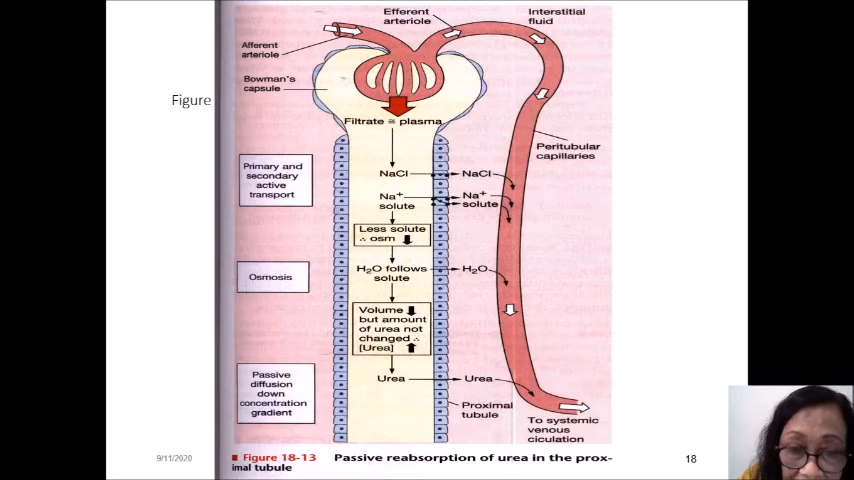 Efferent
arteriole
Interstitial
fluid
Afferent
arteriole
Bowman's
capsule
Figure
Filtrate ≅ plasma
Peritubular
capillaries
Primary and
secondary
active
transport
NaCl
NaCl
Na+
solute
Na+
solute
Less solute
∴ osm
Osmosis
H2O follows
solute
H2O
Volume
but amount
of urea not
changed ∴
[Urea]
Passive
diffusion
down
concentration
gradient
Urea
Urea
Proximal
tubule
To systemic
venous
ciculation
9/11/2020
■ Figure 18-13 Passive reabsorption of urea in the prox-
imal tubule
18